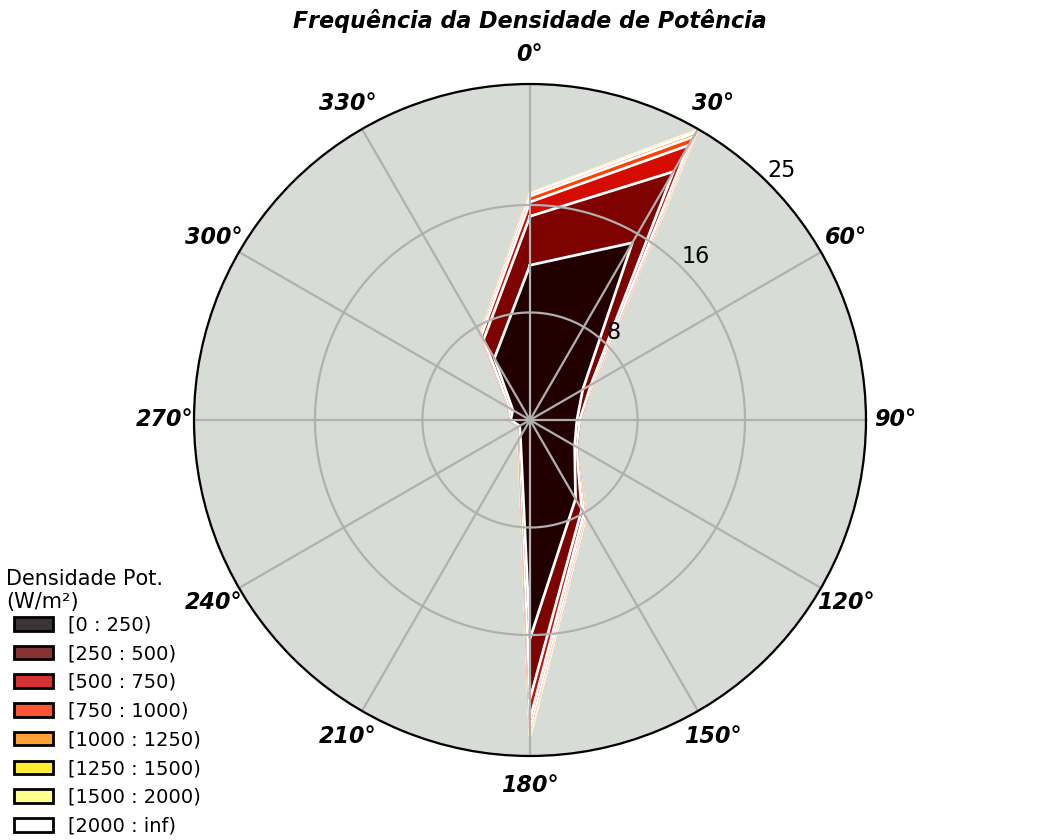 Frequência da Densidade de Potência
0°
330°
30°
25
300°
60°
16
8
270°
90°
Densidade Pot.
(W/m²)
240°
120°
[0 : 250)
[250 : 500)
[500 : 750)
[750 : 1000)
210°
150°
[1000 : 1250)
[1250 : 1500)
180°
[1500 : 2000)
[2000 : inf)